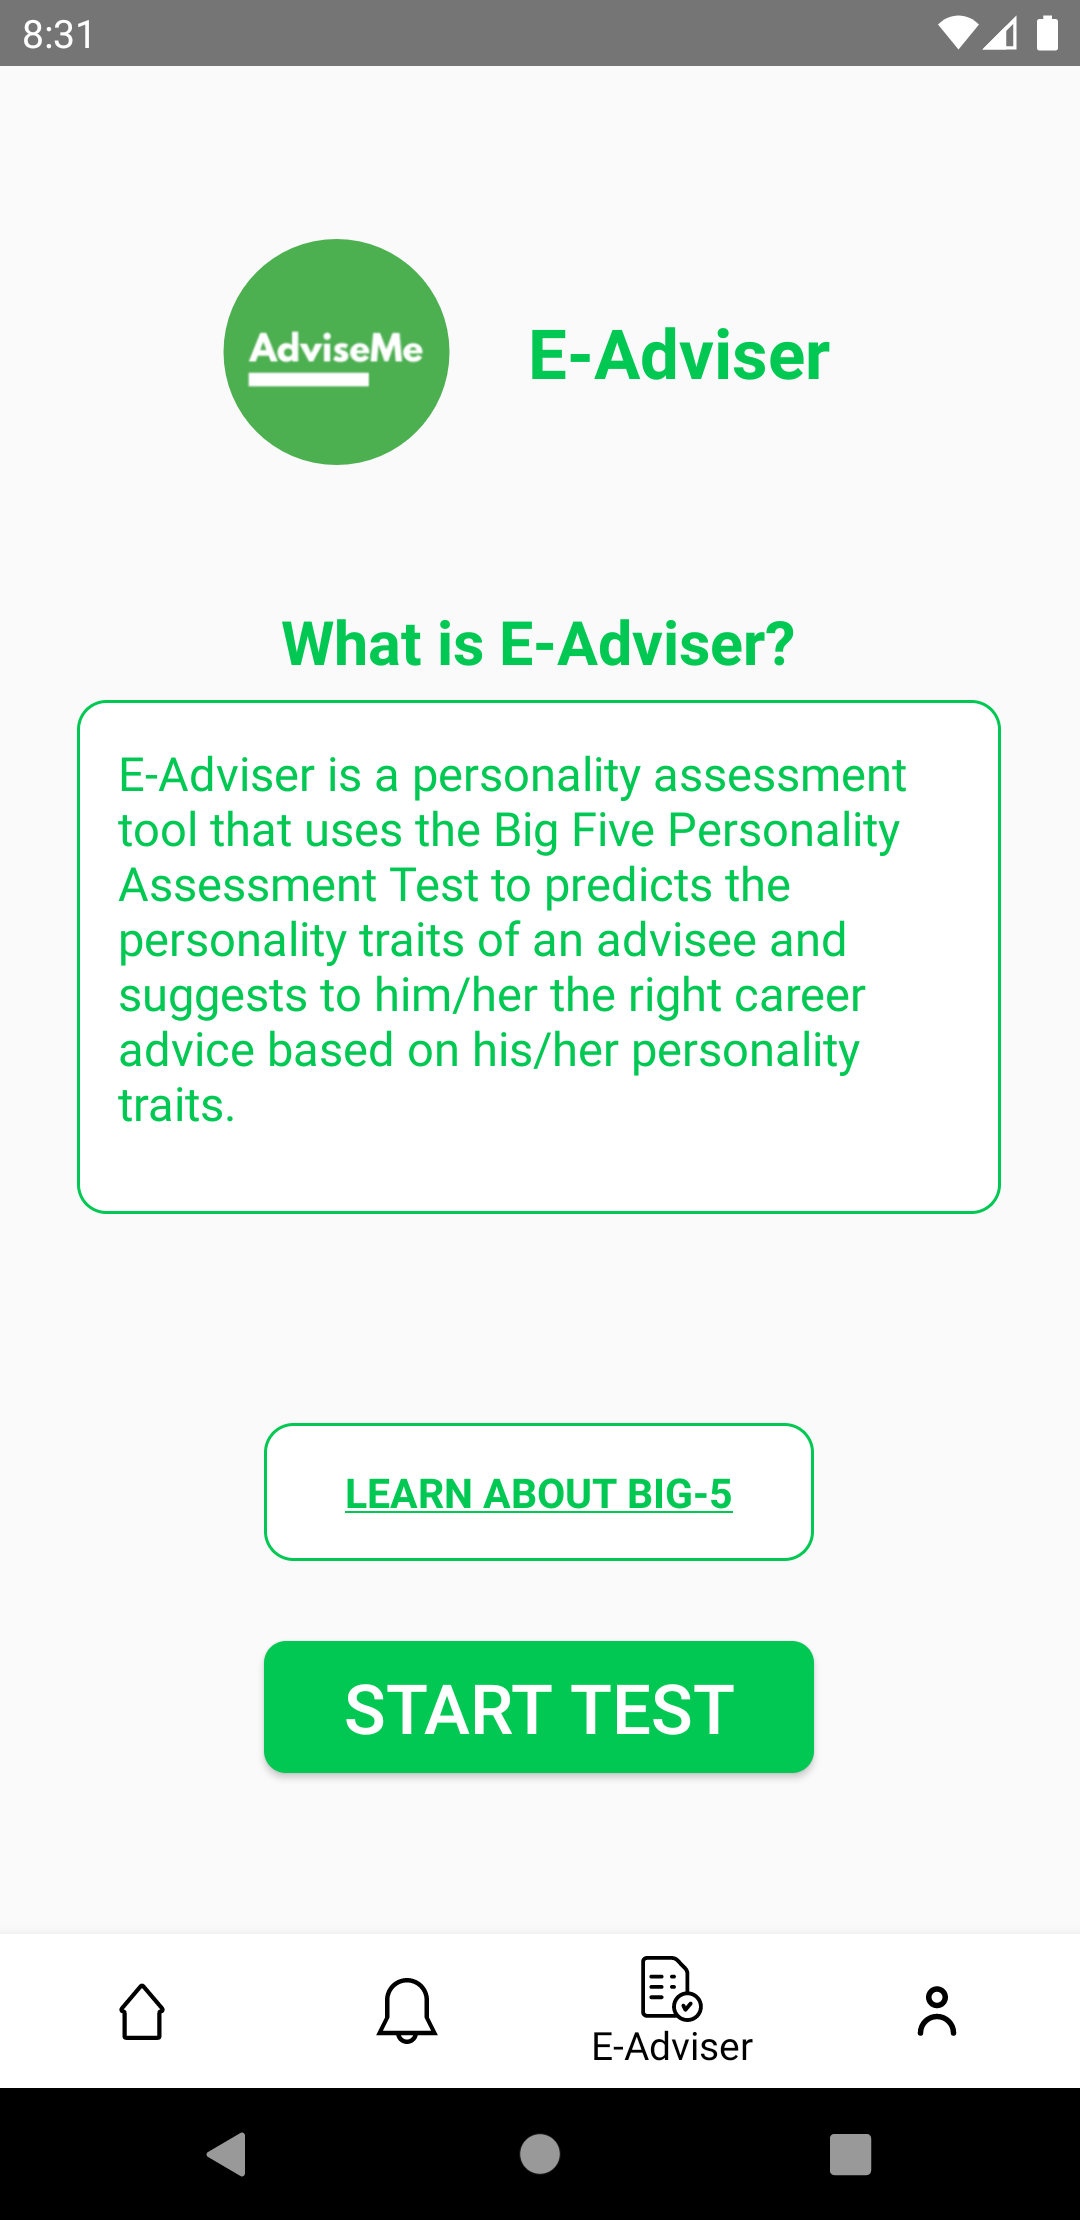 8:31
AdviseMe
E-Adviser
What is E-Adviser?
E-Adviser is a personality assessment
tool that uses the Big Five Personality
Assessment Test to predicts the
personality traits of an advisee and
suggests to him/her the right career
advice based on his/her personality
traits.
LEARN ABOUT BIG-5
START TEST
E-Adviser